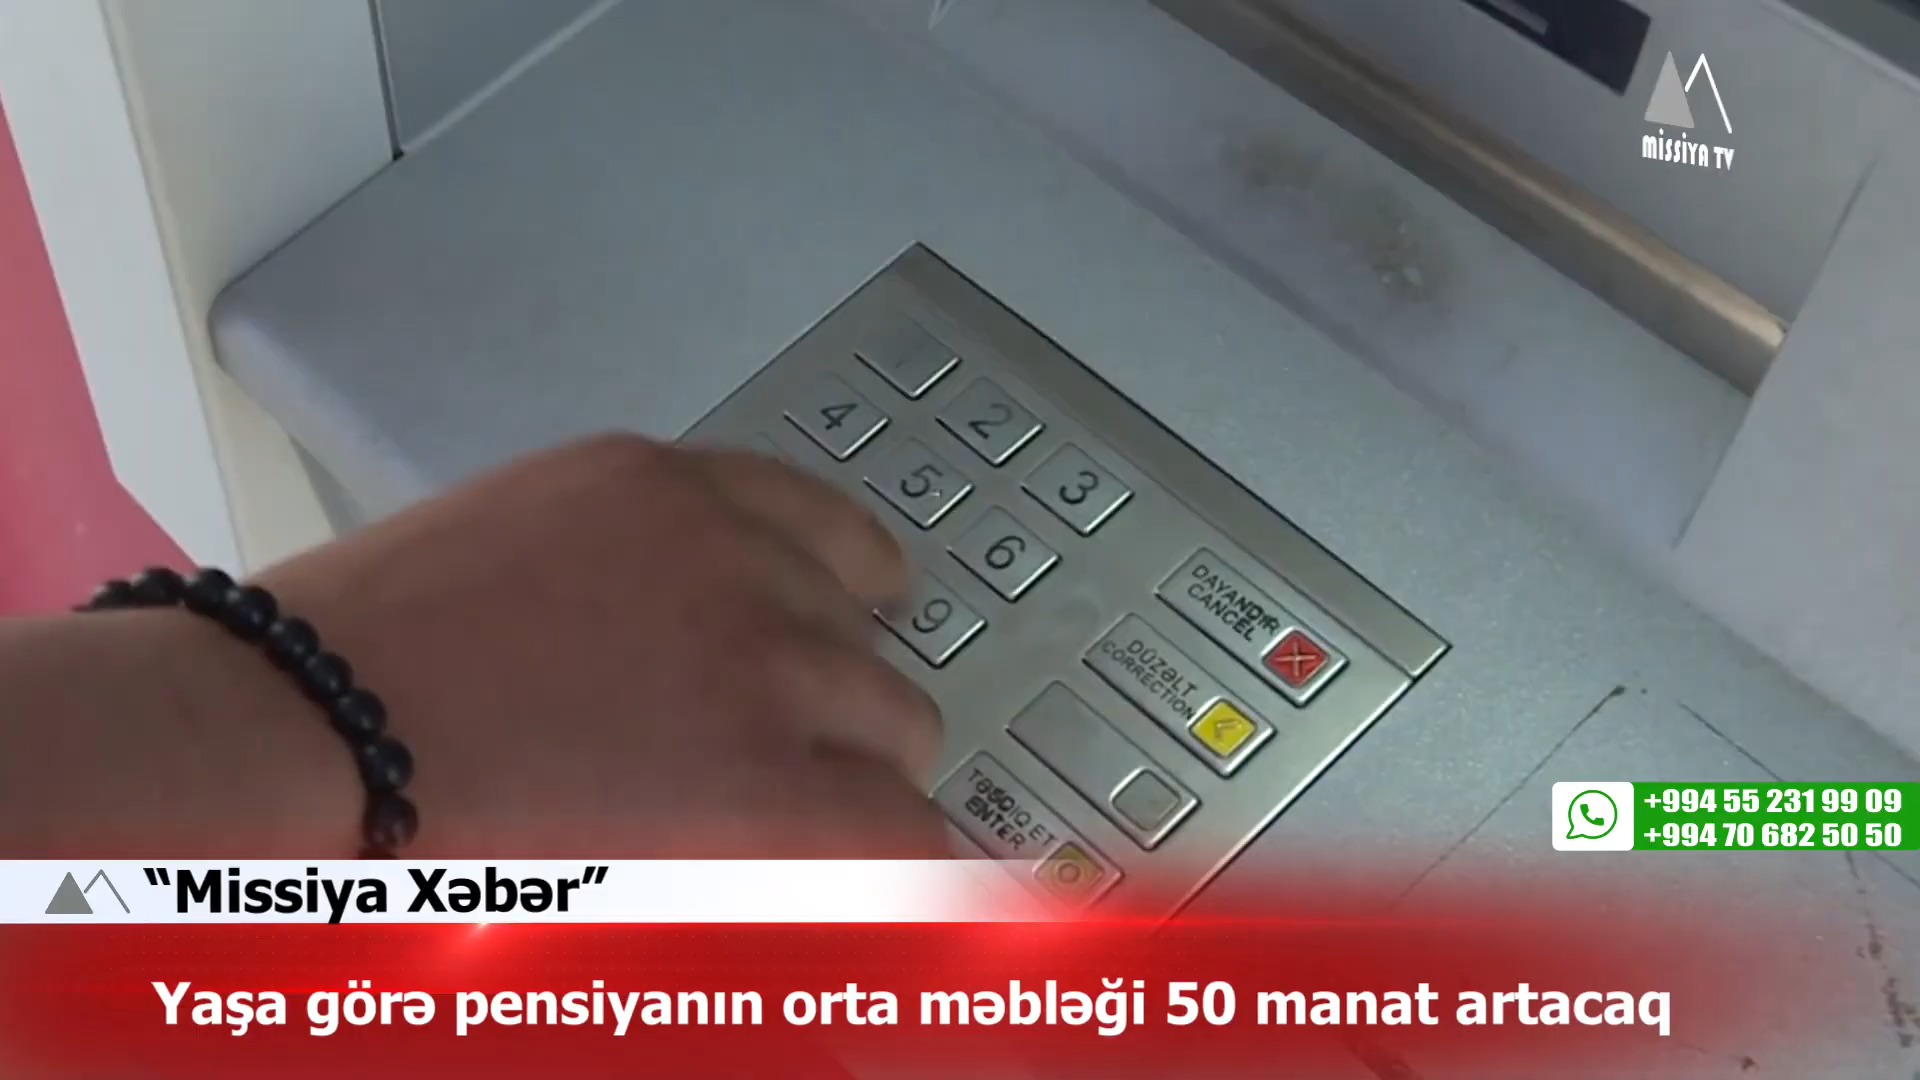 MISSIYA TV
2
4
3
5
6
9
DAYANDIR
CANCEL
DÜZƏLT
CORRECTION
TƏSDİQ ET
ENTER
+994 55 231 99 09
+994 70 682 50 50
“Missiya Xəbər”
Yaşa görə pensiyanın orta məbləği 50 manat artacaq